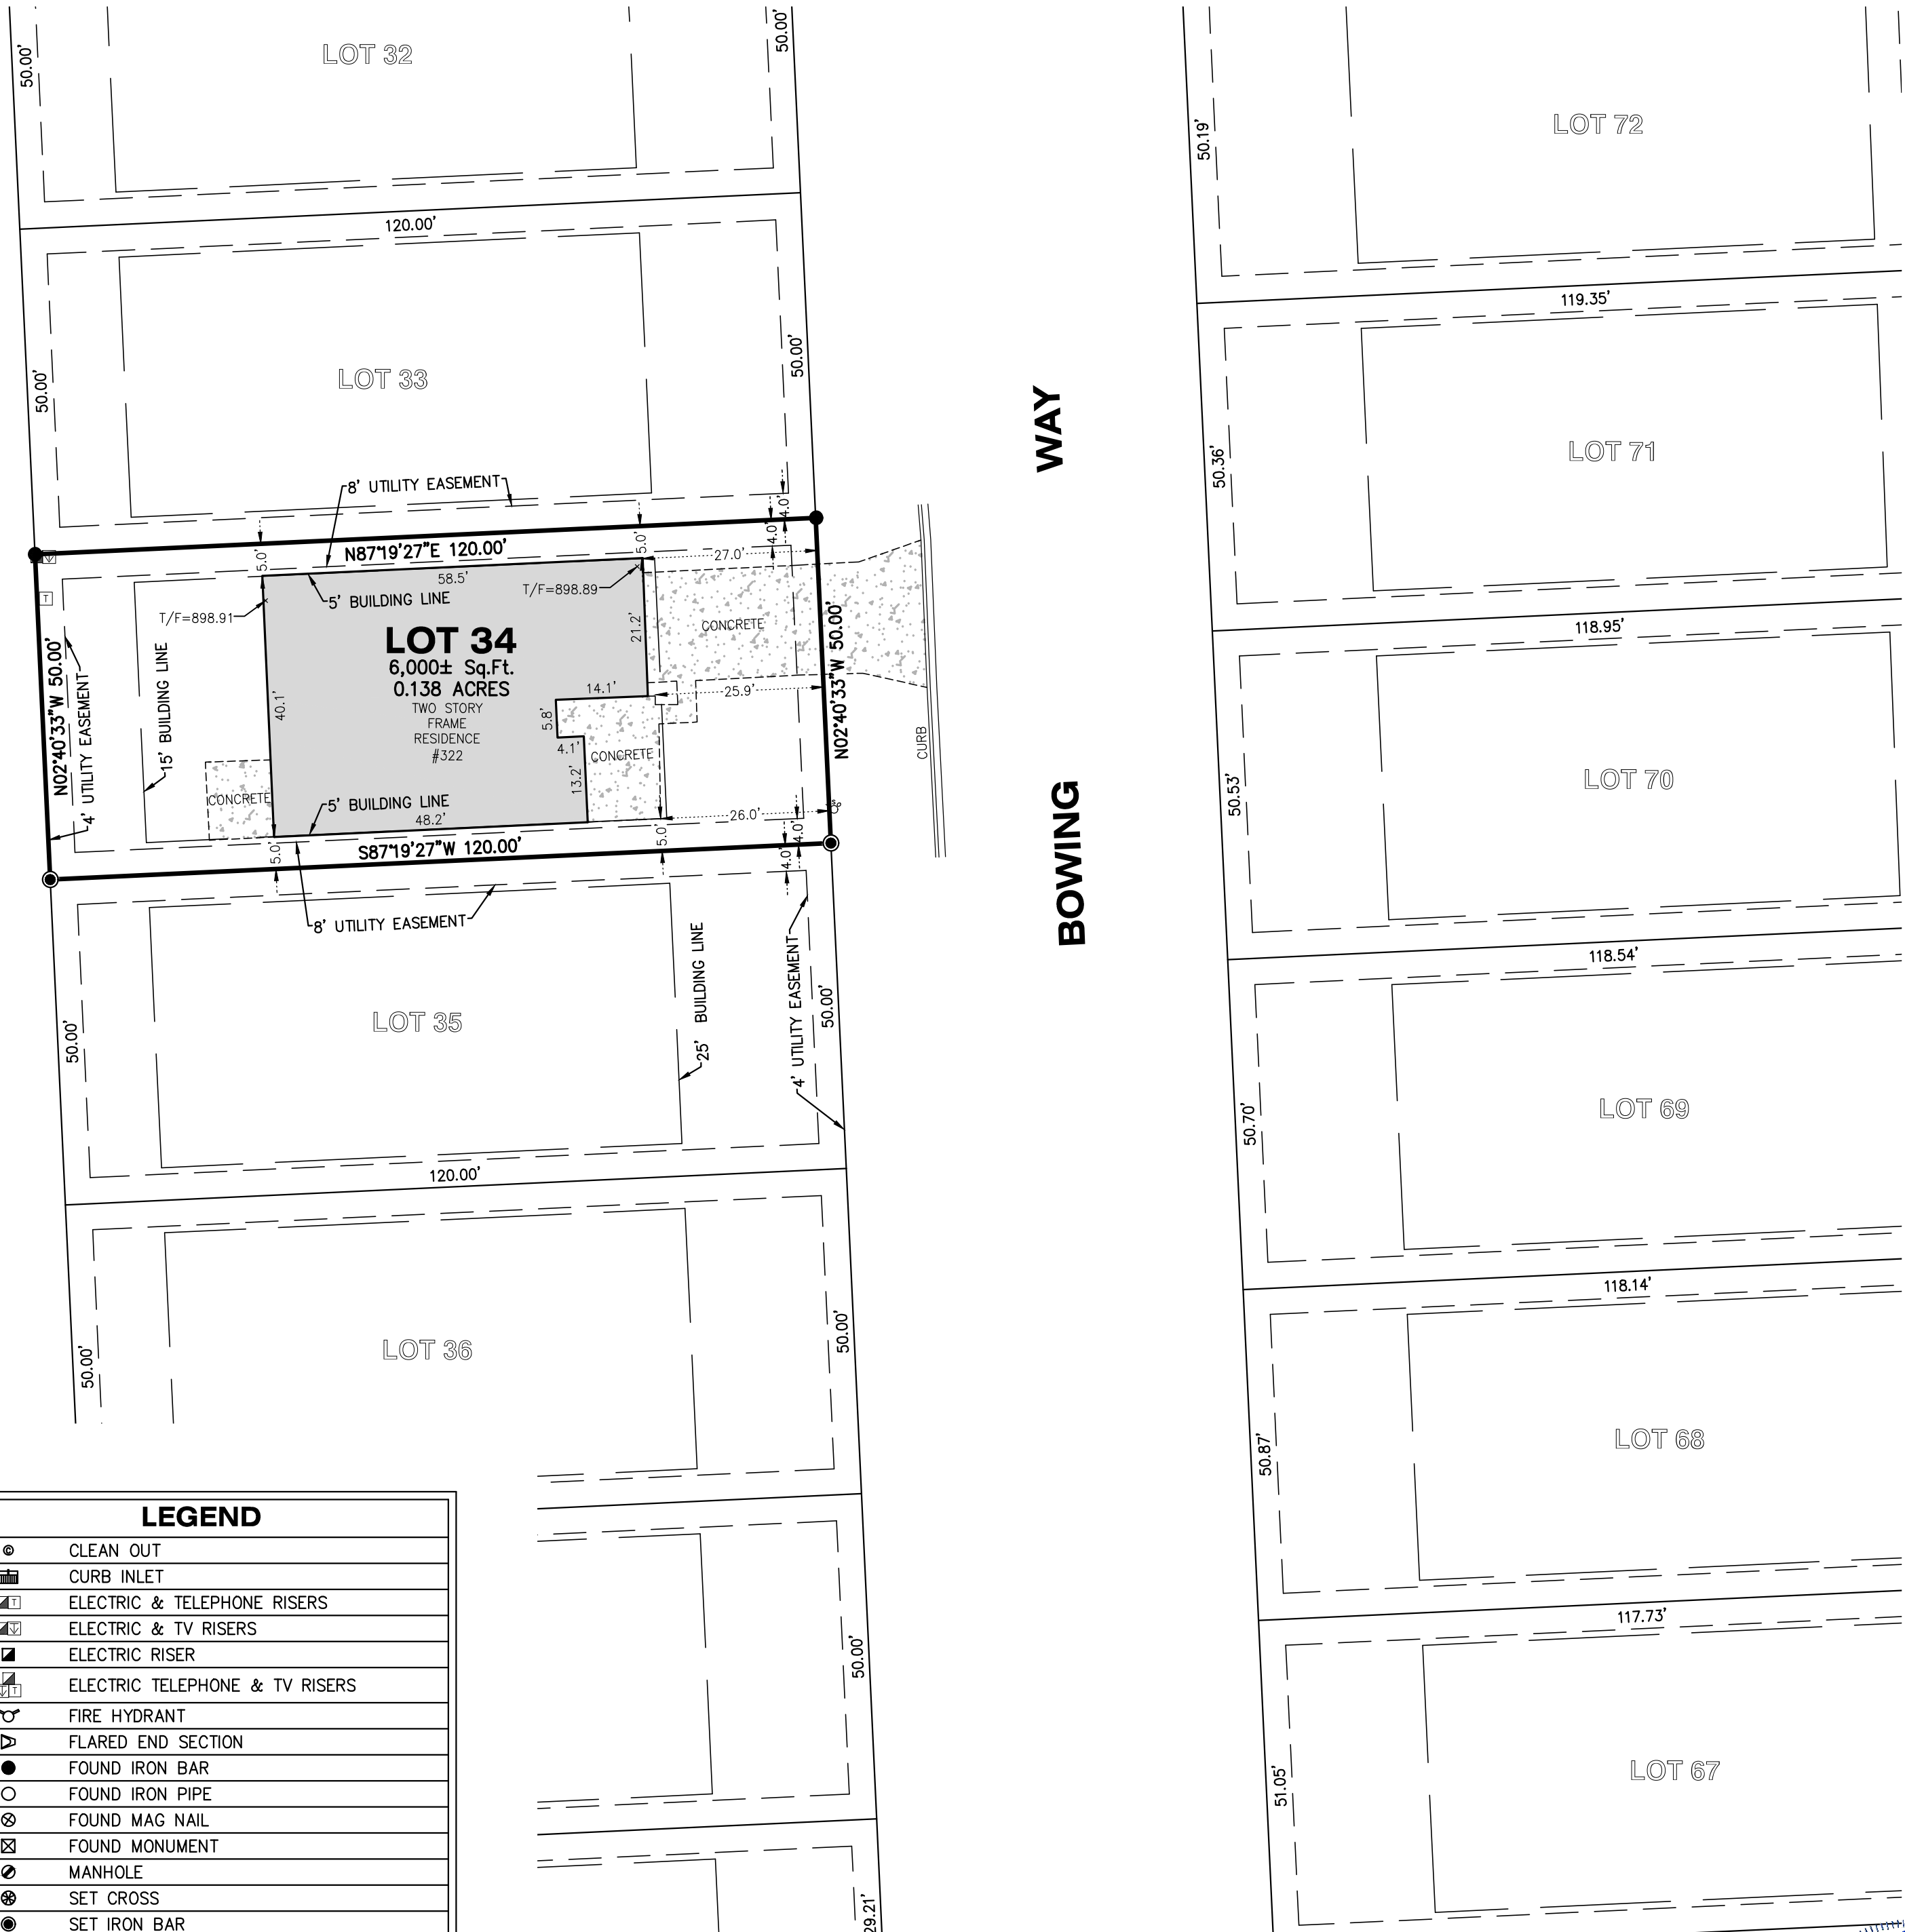 LOT 32
50.00'
50.00'
120.00'
LOT 33
50.00'
50.00'
8' UTILITY EASEMENT
N87°19'27"E 120.00'
5.0'
5.0'
4.0'
4.0'
27.0'
58.5'
5' BUILDING LINE
T/F=898.91
T/F=898.89
T
LOT 34
6,000± Sq.Ft.
0.138 ACRES
TWO STORY
FRAME
RESIDENCE
#322
21.2'
14.1'
5.8'
4.1'
13.2'
40.1'
25.9'
26.0'
CONCRETE
CONCRETE
CONCRETE
N02°40'33"W 50.00'
4' UTILITY EASEMENT
15' BUILDING LINE
N02°40'33"W 50.00'
CURB
5' BUILDING LINE
48.2'
S87°19'27"W 120.00'
5.0'
5.0'
4.0'
4.0'
8' UTILITY EASEMENT
LOT 35
50.00'
25' BUILDING LINE
4' UTILITY EASEMENT
50.00'
120.00'
LOT 36
50.00'
50.00'
50.00'
29.21'
BOWING WAY
LOT 72
50.19'
119.35'
LOT 71
50.36'
118.95'
LOT 70
50.53'
118.54'
LOT 69
50.70'
118.14'
LOT 68
50.87'
117.73'
LOT 67
51.05'
LEGEND
CLEAN OUT
CURB INLET
ELECTRIC & TELEPHONE RISERS
ELECTRIC & TV RISERS
ELECTRIC RISER
ELECTRIC TELEPHONE & TV RISERS
FIRE HYDRANT
FLARED END SECTION
FOUND IRON BAR
FOUND IRON PIPE
FOUND MAG NAIL
FOUND MONUMENT
MANHOLE
SET CROSS
SET IRON BAR